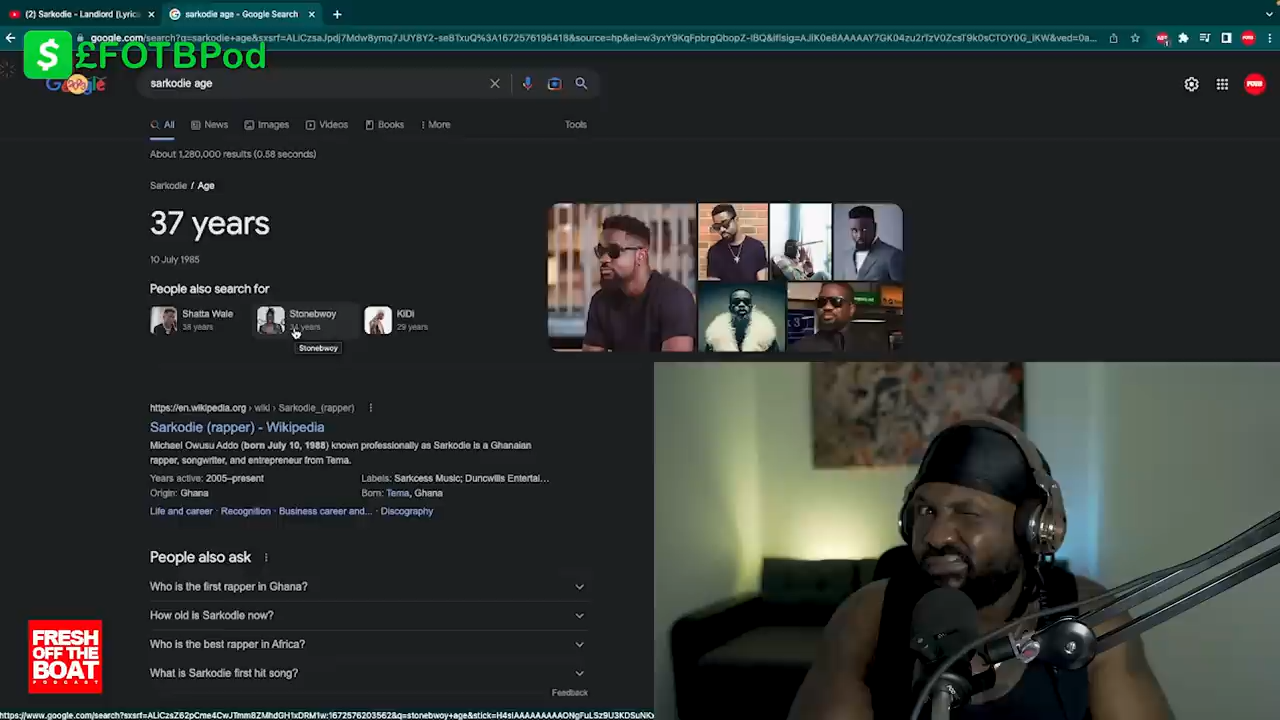 (2) Sarkodie - Landlord (Lyrics
sarkodie age - Google Search
£FOTBPod
sarkodie age
All
News
Images
Videos
Books
More
Tools
About 1,280,000 results (0.58 seconds)
Sarkodie / Age
37 years
10 July 1985
People also search for
Shatta Wale
38 years
Stonebwoy
34 years
KiDi
29 years
Stonebwoy
https://en.wikipedia.org › wiki › Sarkodie_(rapper)
Sarkodie (rapper) - Wikipedia
Michael Owusu Addo (born July 10, 1988) known professionally as Sarkodie is a Ghanaian
rapper, songwriter, and entrepreneur from Tema.
Years active: 2005–present
Labels: Sarkcess Music; Duncwills Entertai...
Origin: Ghana
Born: Tema, Ghana
Life and career · Recognition · Business career and... · Discography
People also ask
Who is the first rapper in Ghana?
How old is Sarkodie now?
Who is the best rapper in Africa?
What is Sarkodie first hit song?
Feedback
FRESH
OFF THE
BOAT
PODCAST